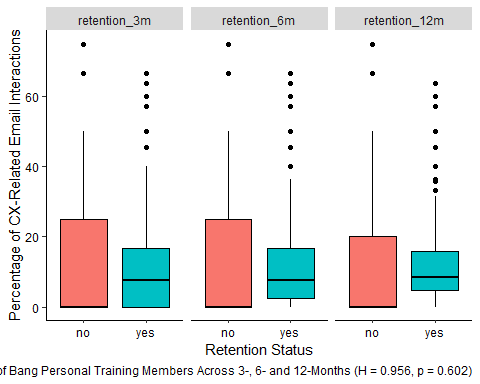 retention_3m retention_6m retention_12m
Percentage of CX-Related Email Interactions
60
40
20
0
no yes no yes no yes
Retention Status
of Bang Personal Training Members Across 3-, 6- and 12-Months (H = 0.956, p = 0.602)